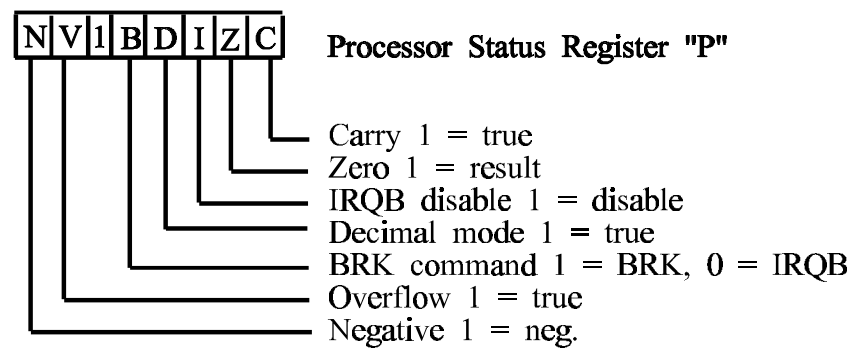 N V 1 B D I Z C
Processor Status Register "P"
Carry 1 = true
Zero 1 = result
IRQB disable 1 = disable
Decimal mode 1 = true
BRK command 1 = BRK, 0 = IRQB
Overflow 1 = true
Negative 1 = neg.